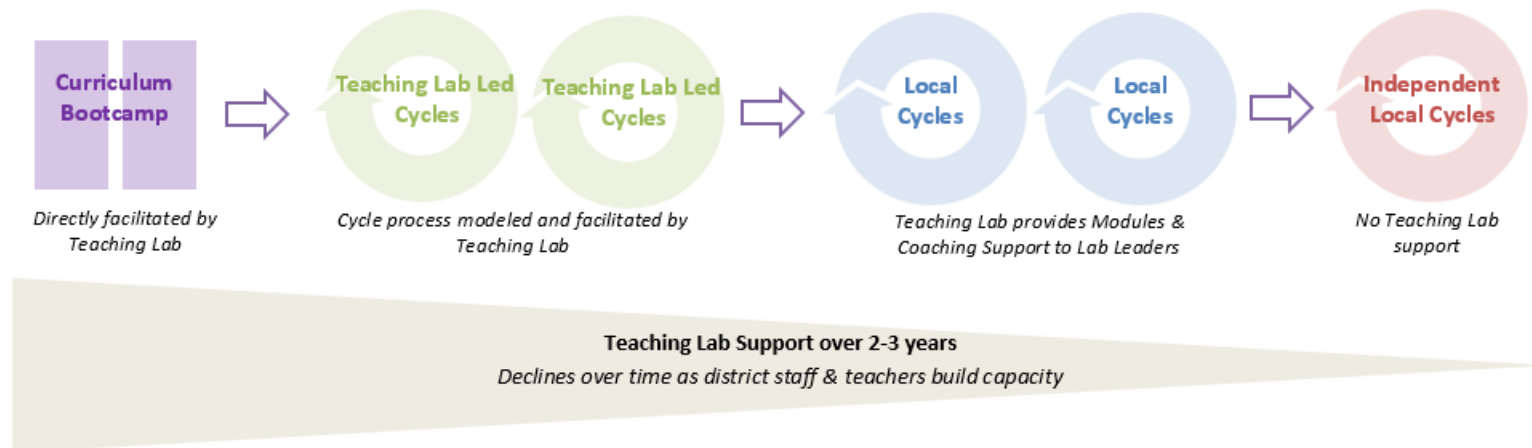 Curriculum
Bootcamp
Teaching Lab Led
Cycles
Teaching Lab Led
Cycles
Local
Cycles
Local
Cycles
Independent
Local Cycles
Directly facilitated by
Teaching Lab
Cycle process modeled and facilitated by
Teaching Lab
Teaching Lab provides Modules &
Coaching Support to Lab Leaders
No Teaching Lab
support
Teaching Lab Support over 2-3 years
Declines over time as district staff & teachers build capacity